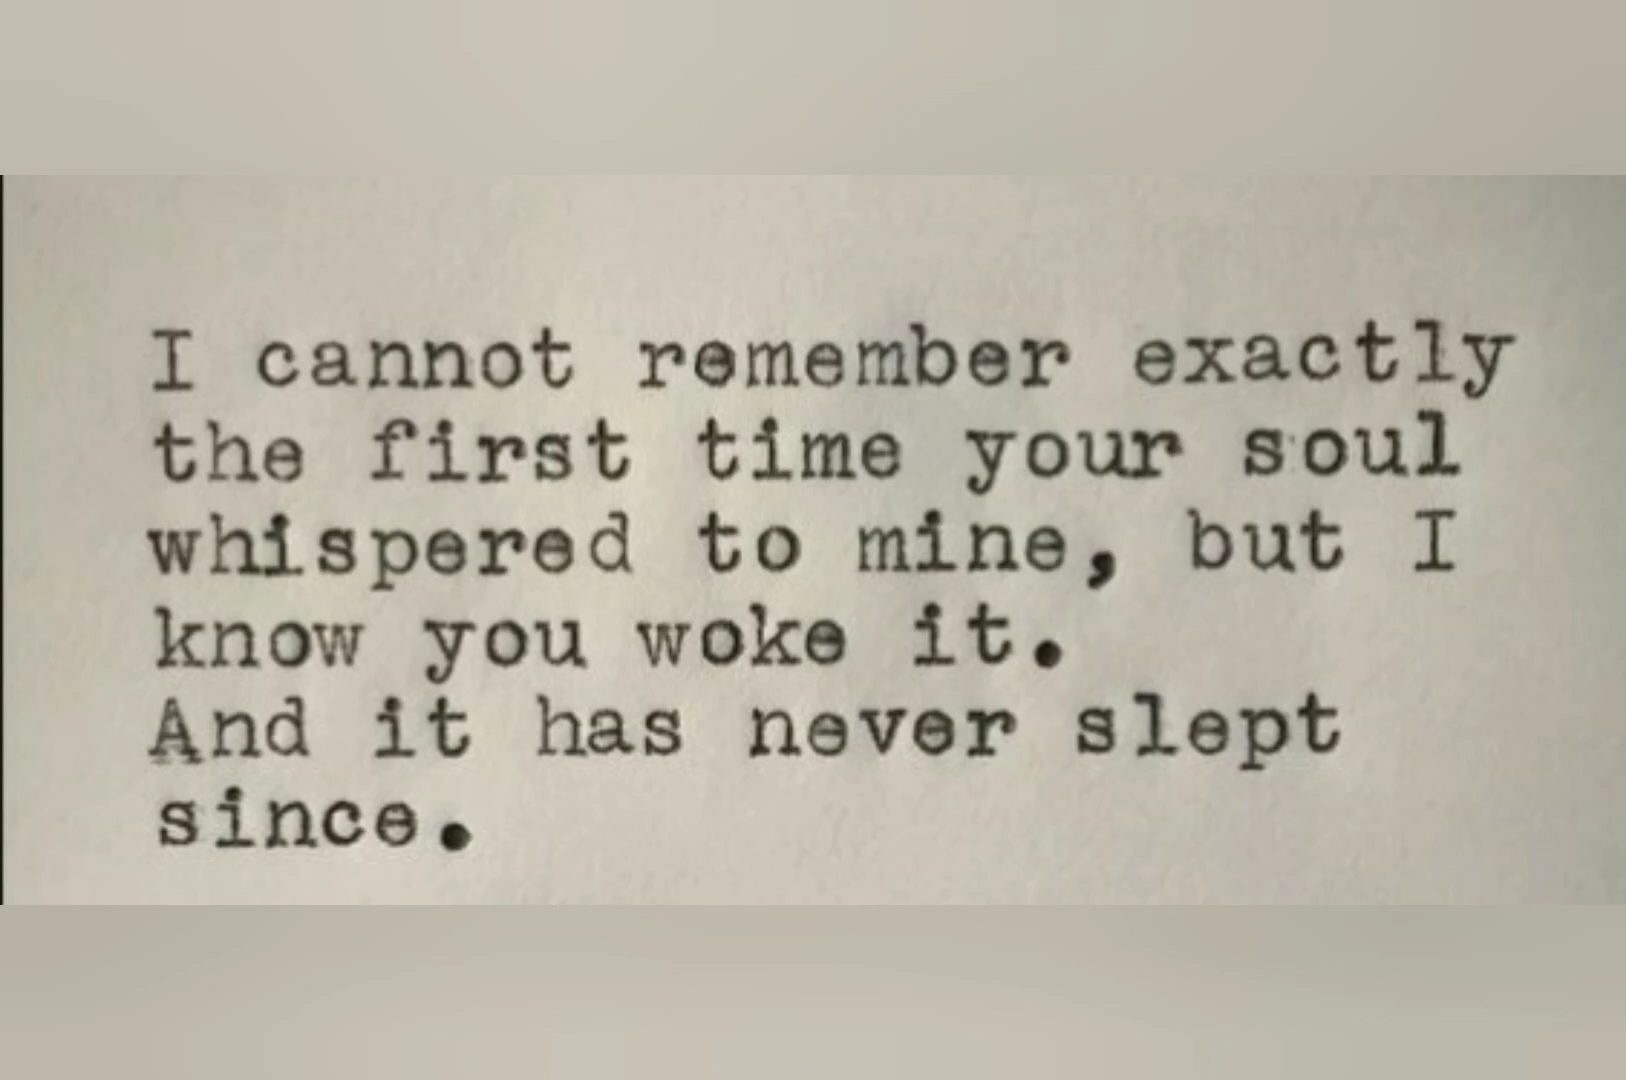 I cannot remember exactly
the first time your soul
whispered to mine, but I
know you woke it.
And it has never slept
since.